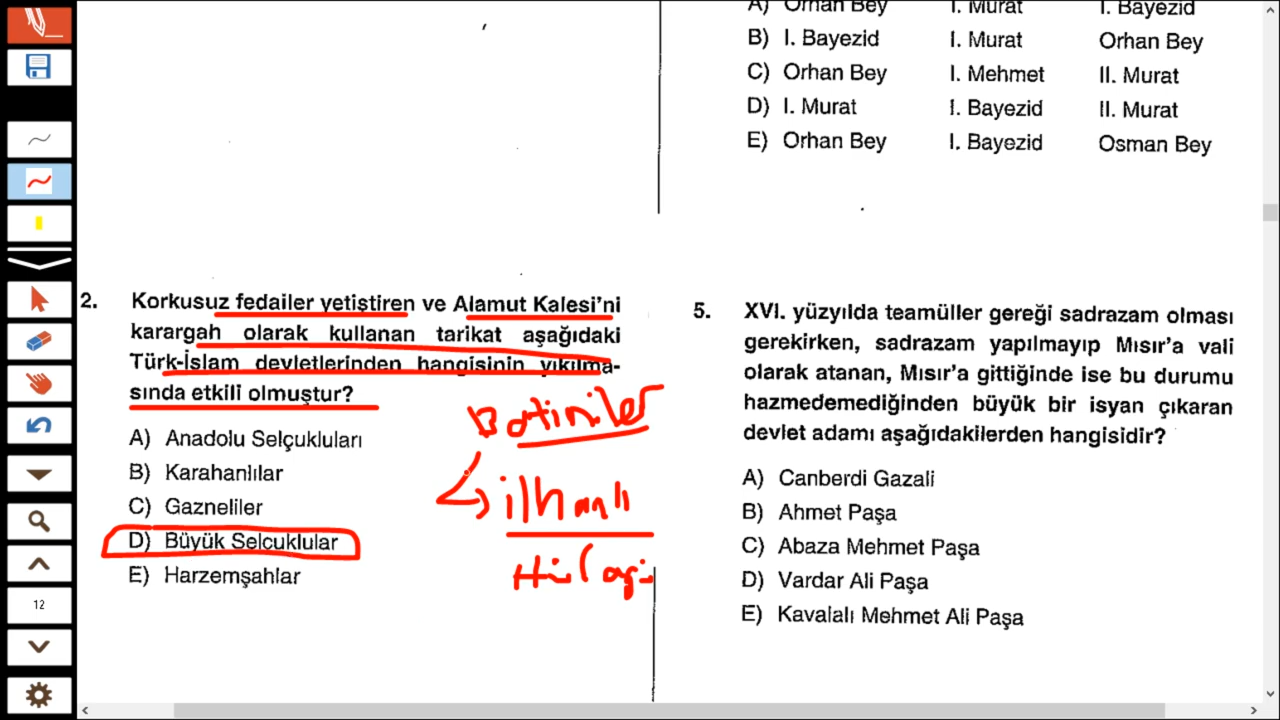 A) Orhan Bey I. Murat I. Bayezid
B) I. Bayezid I. Murat Orhan Bey
C) Orhan Bey I. Mehmet II. Murat
D) I. Murat I. Bayezid II. Murat
E) Orhan Bey I. Bayezid Osman Bey
2. Korkusuz fedailer yetiştiren ve Alamut Kalesi'ni
karargah olarak kullanan tarikat aşağıdaki
Türk-İslam devletlerinden hangisinin yıkılma-
sında etkili olmuştur?
A) Anadolu Selçukluları
B) Karahanlılar
C) Gazneliler
D) Büyük Selçuklular
E) Harzemşahlar
Batiniler
ilhanlı
Hülagü
5. XVI. yüzyılda teamüller gereği sadrazam olması
gerekirken, sadrazam yapılmayıp Mısır'a vali
olarak atanan, Mısır'a gittiğinde ise bu durumu
hazmedemediğinden büyük bir isyan çıkaran
devlet adamı aşağıdakilerden hangisidir?
A) Canberdi Gazali
B) Ahmet Paşa
C) Abaza Mehmet Paşa
D) Vardar Ali Paşa
E) Kavalalı Mehmet Ali Paşa
12